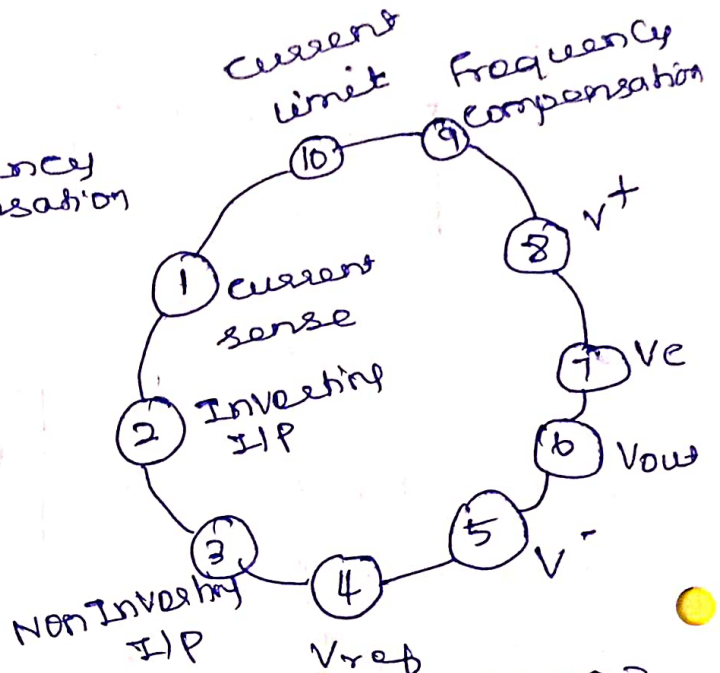 Current
limit
Frequency
compensation
ncy
sation
10
9
8
V+
1
Current
sense
7
Vc
2
Inverting
I/P
6
Vout
5
V-
3
Non Inverting
I/P
4
Vref